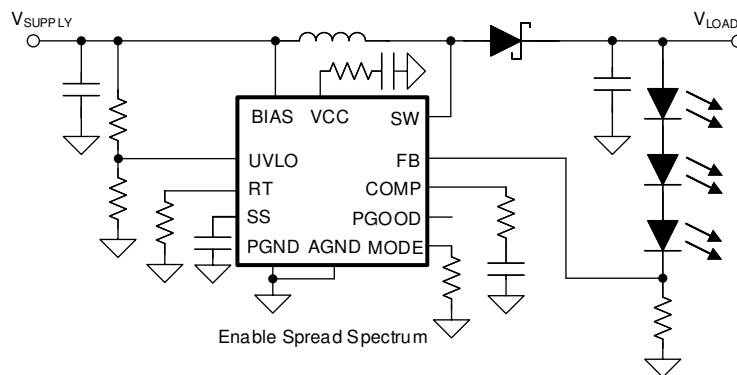 VSUPPLY VLOAD
BIAS VCC SW
UVLO FB
RT COMP
SS PGOOD
PGND AGND MODE
Enable Spread Spectrum